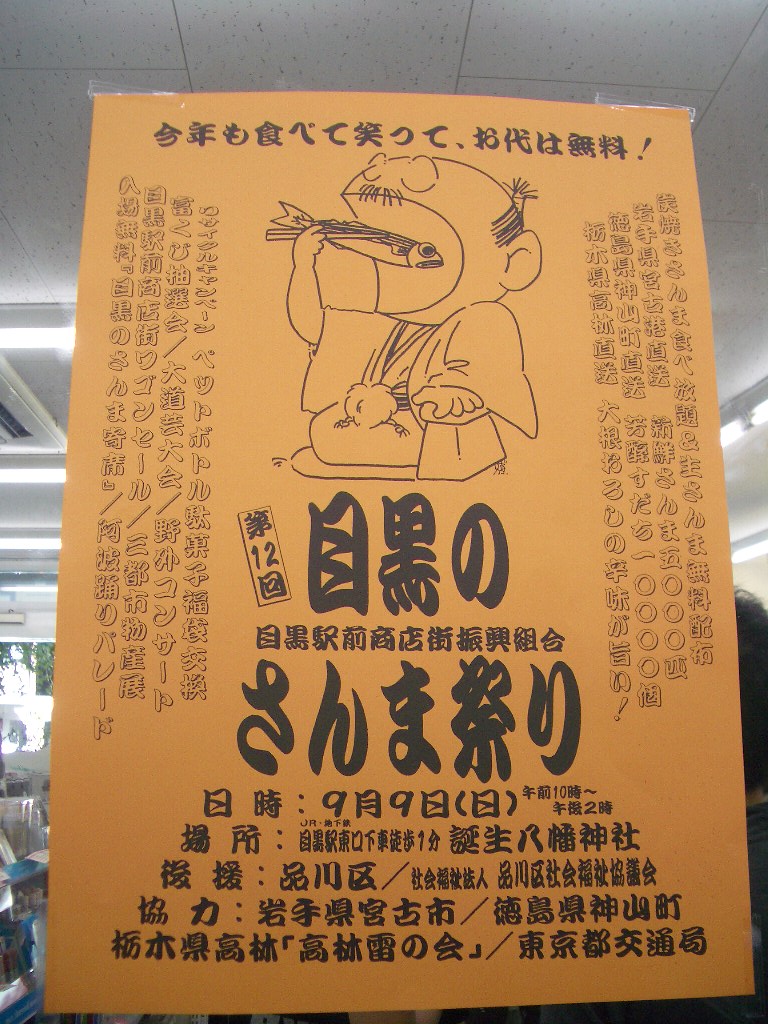 今年も食べて笑って、お代は無料!
炭焼きさんま食べ放題&生さんま無料配布
岩手県宮古港直送 新鮮さんま五〇〇〇匹
徳島県神山町直送 芳醇すだち一〇〇〇〇個
栃木県高林直送 大根おろしの辛味が旨い!
リサイクルキャンペーン ペットボトル駄菓子福袋交換
富くじ抽選会/大道芸大会/野外コンサート
目黒駅前商店街ワゴンセール/三都市物産展
入場無料『目黒のさんま寄席』/阿波踊りパレード
第12回
目黒の
目黒駅前商店街振興組合
さんま祭り
日時:9月9日(日)午前10時~午後2時
場所:JR・地下鉄目黒駅東口下車徒歩1分 誕生八幡神社
後援:品川区/社会福祉法人 品川区社会福祉協議会
協力:岩手県宮古市/徳島県神山町
栃木県高林「高林雷の会」/東京都交通局